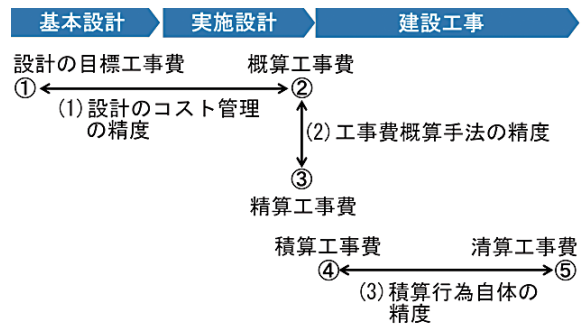 基本設計
実施設計
建設工事
設計の目標工事費
概算工事費
①
②
(1)設計のコスト管理
の精度
(2)工事費概算手法の精度
③
精算工事費
積算工事費
清算工事費
④
⑤
(3)積算行為自体の
精度